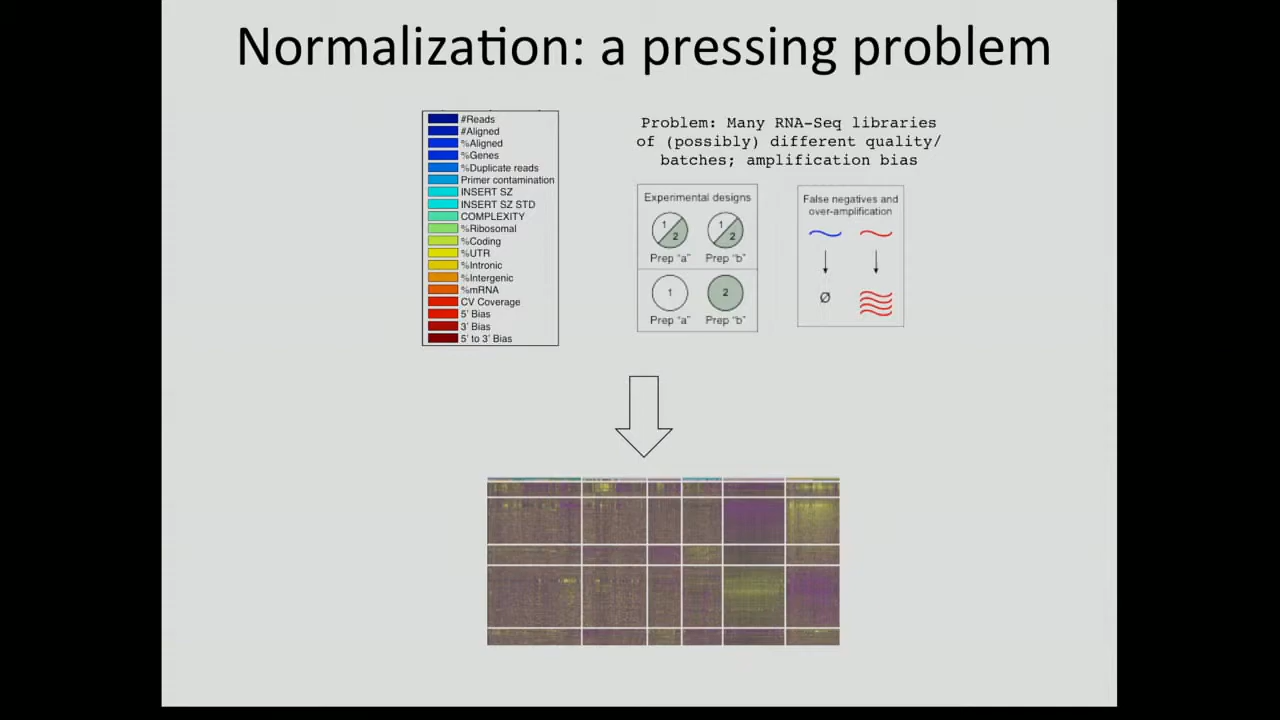 Normalization: a pressing problem
#Reads
#Aligned
%Aligned
%Genes
%Duplicate reads
Primer contamination
INSERT SZ
INSERT SZ STD
COMPLEXITY
%Ribosomal
%Coding
%UTR
%Intronic
%Intergenic
%mRNA
CV Coverage
5' Bias
3' Bias
5' to 3' Bias
Problem: Many RNA-Seq libraries
of (possibly) different quality/
batches; amplification bias
Experimental designs
1 2 1 2
Prep "a" Prep "b"
1 2
Prep "a" Prep "b"
False negatives and
over-amplification
Ø